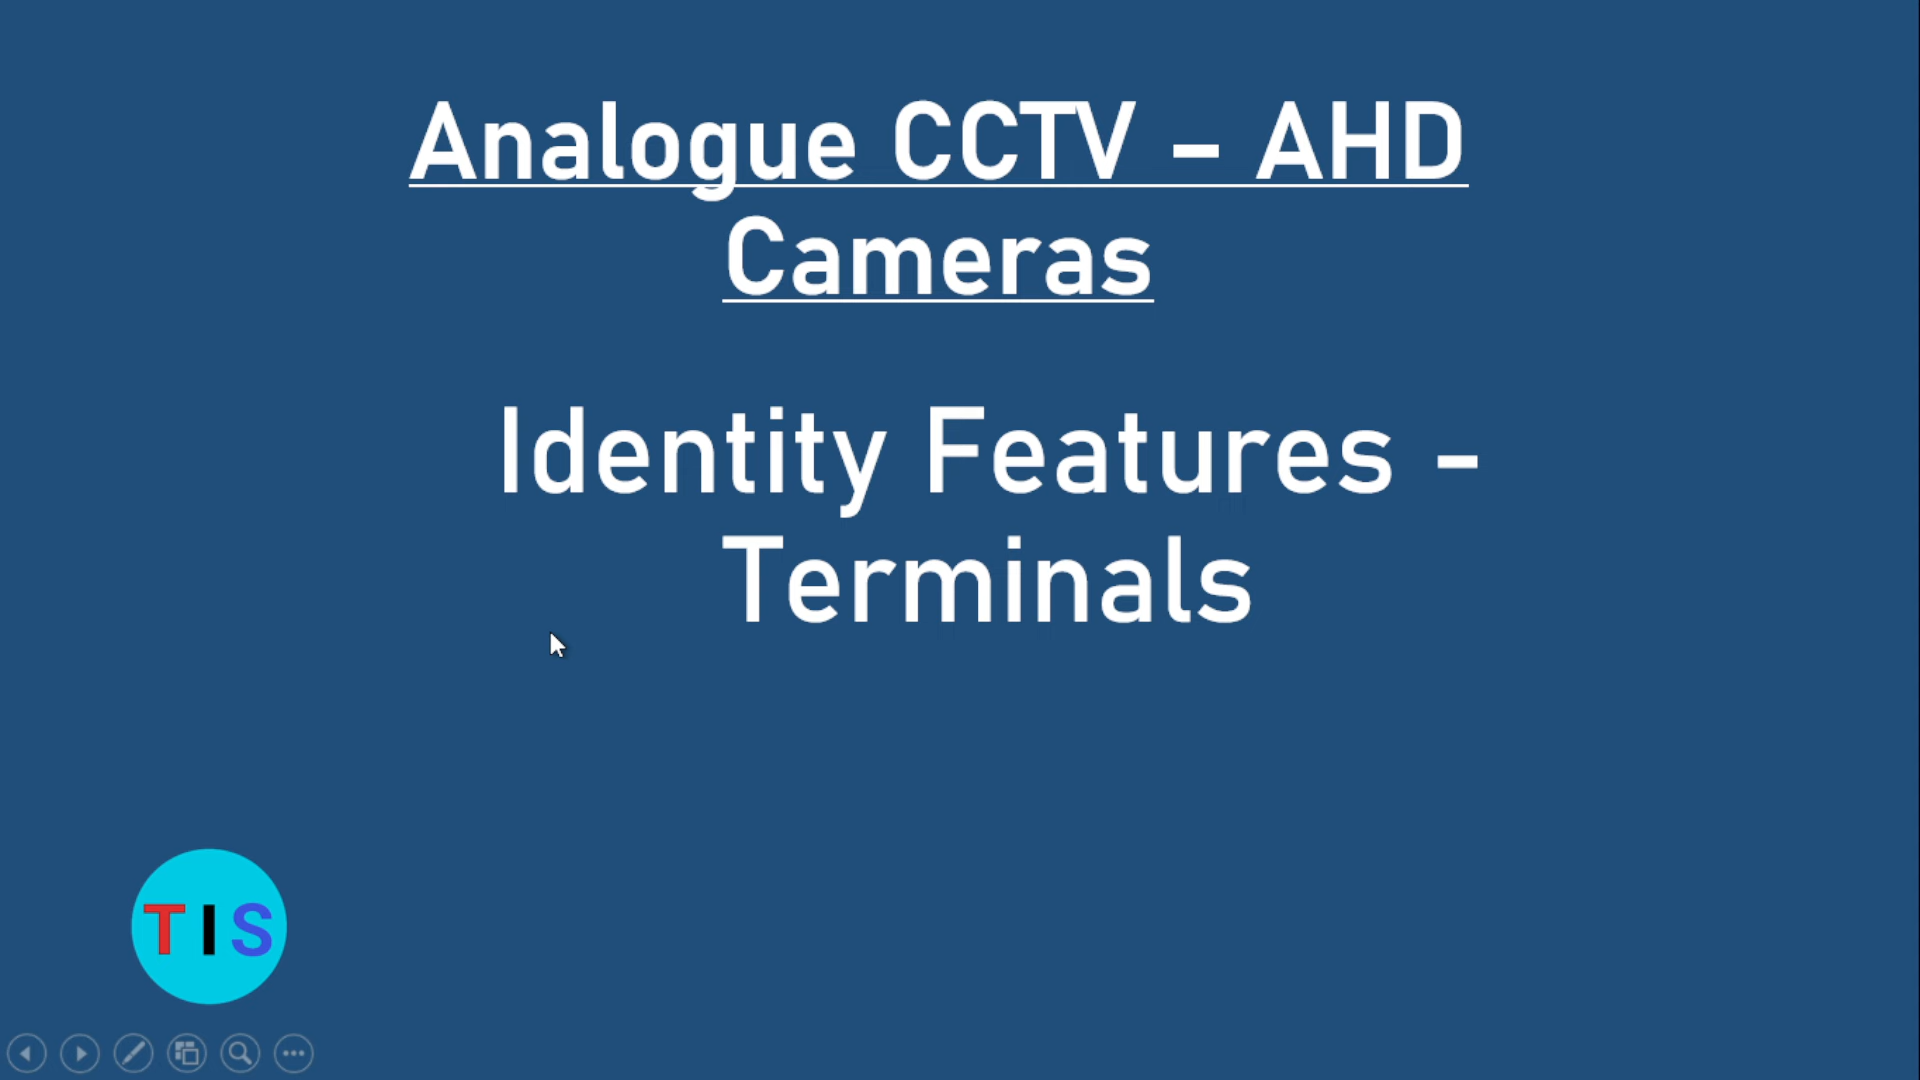 Analogue CCTV – AHD
Cameras
Identity Features -
Terminals
TIS